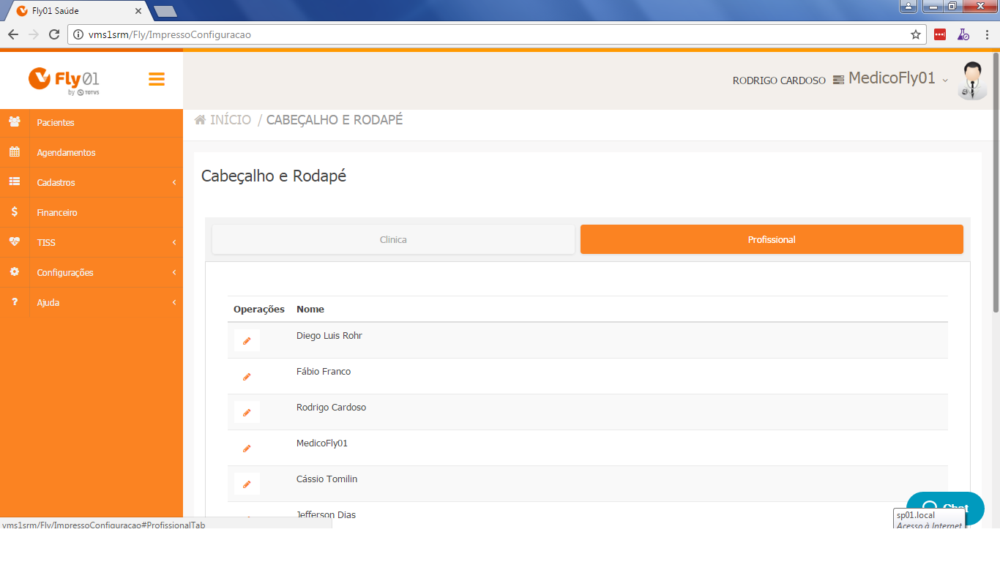 Fly01 Saúde
vms1srm/Fly/ImpressoConfiguracao
Fly01
by TOTVS
RODRIGO CARDOSO MedicoFly01
INÍCIO / CABEÇALHO E RODAPÉ
Pacientes
Agendamentos
Cadastros
Financeiro
TISS
Configurações
Ajuda
Cabeçalho e Rodapé
Clinica Profissional
Operações Nome
Diego Luis Rohr
Fábio Franco
Rodrigo Cardoso
MedicoFly01
Cássio Tomilin
Jefferson Dias
Chat
sp01.local
Acesso à Internet
vms1srm/Fly/ImpressoConfiguracao#ProfissionalTab